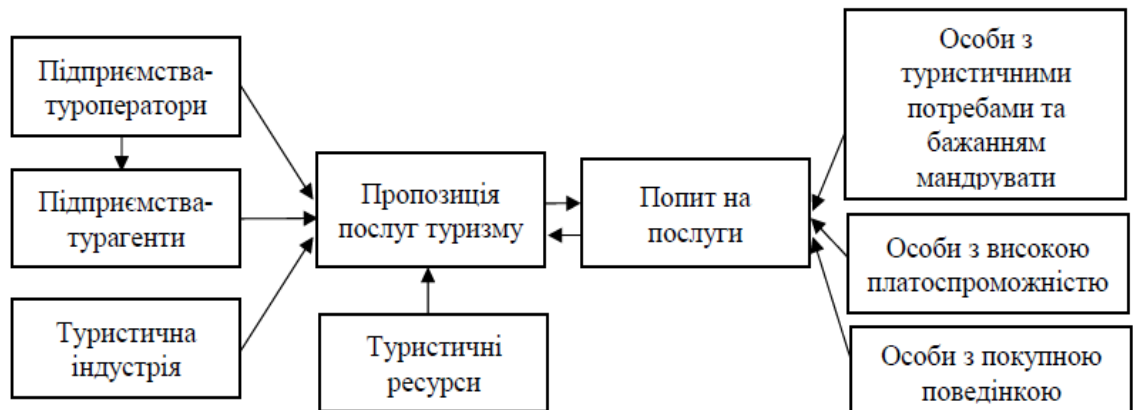 Підприємства-
туроператори
Підприємства-
турагенти
Туристична
індустрія
Пропозиція
послуг туризму
Туристичні
ресурси
Попит на
послуги
Особи з
туристичними
потребами та
бажанням
мандрувати
Особи з високою
платоспроможністю
Особи з покупною
поведінкою